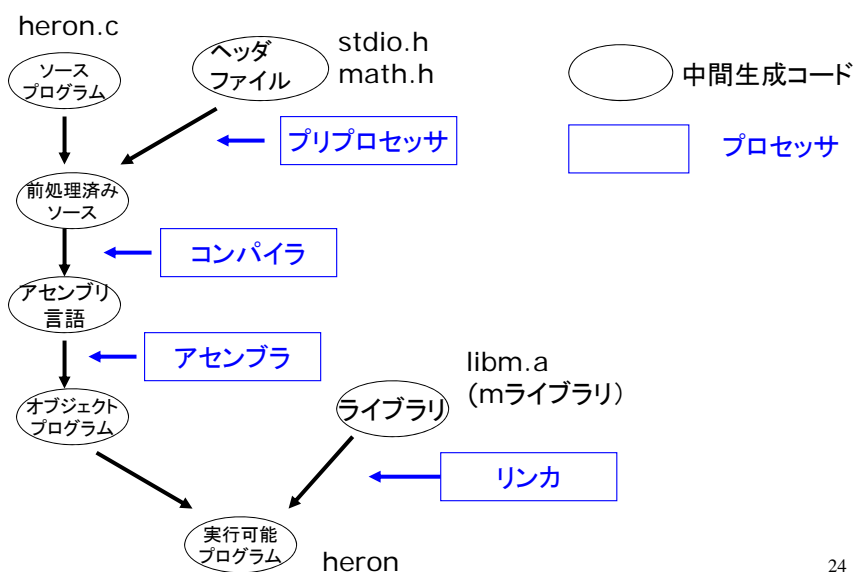 heron.c
ソース
プログラム
ヘッダ
ファイル
stdio.h
math.h
中間生成コード
プリプロセッサ
プロセッサ
前処理済み
ソース
コンパイラ
アセンブリ
言語
アセンブラ
libm.a
(mライブラリ)
オブジェクト
プログラム
ライブラリ
リンカ
実行可能
プログラム
heron
24